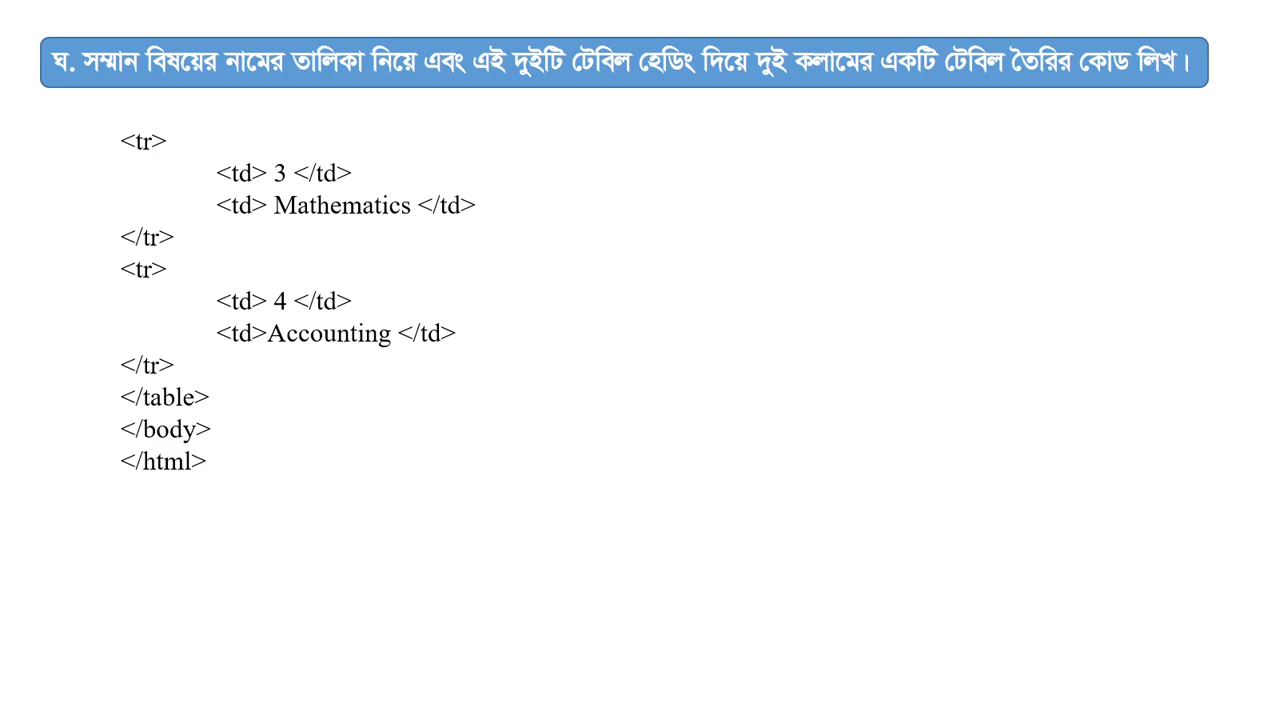 ঘ. সম্মান বিষয়ের নামের তালিকা নিয়ে এবং এই দুইটি টেবিল হেডিং দিয়ে দুই কলামের একটি টেবিল তৈরির কোড লিখ।
<tr>
<td> 3 </td>
<td> Mathematics </td>
</tr>
<tr>
<td> 4 </td>
<td>Accounting </td>
</tr>
</table>
</body>
</html>